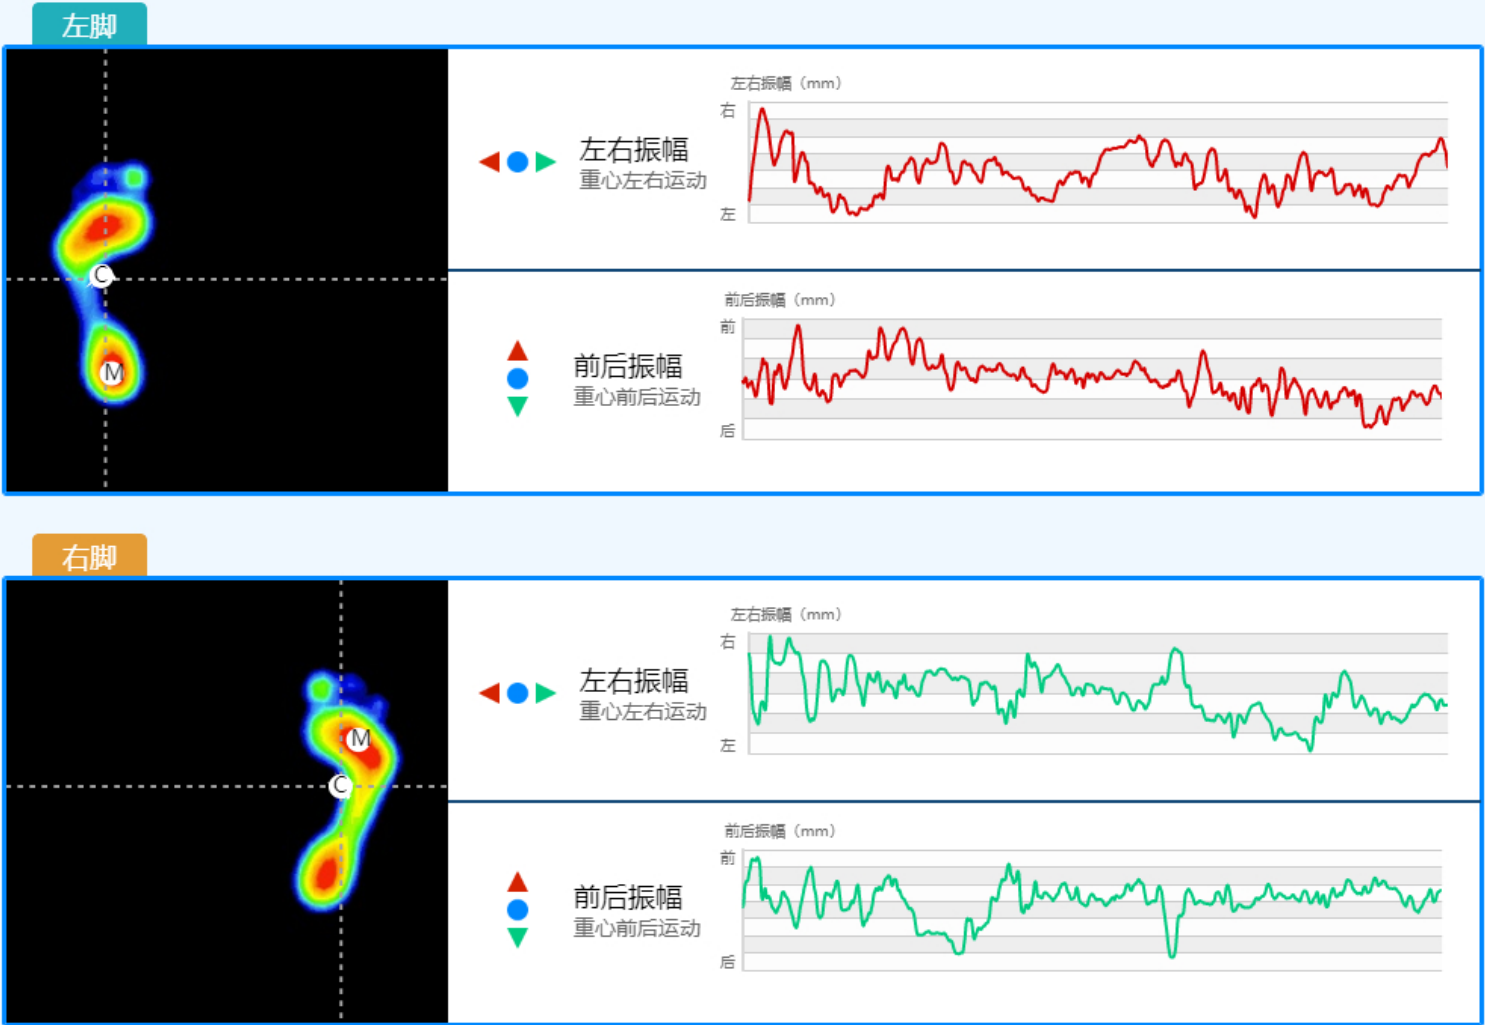 左脚
左右振幅（mm）
右
左右振幅
重心左右运动
左
C
M
前后振幅（mm）
前
前后振幅
重心前后运动
后
右脚
左右振幅（mm）
右
左右振幅
重心左右运动
左
M
C
前后振幅（mm）
前
前后振幅
重心前后运动
后